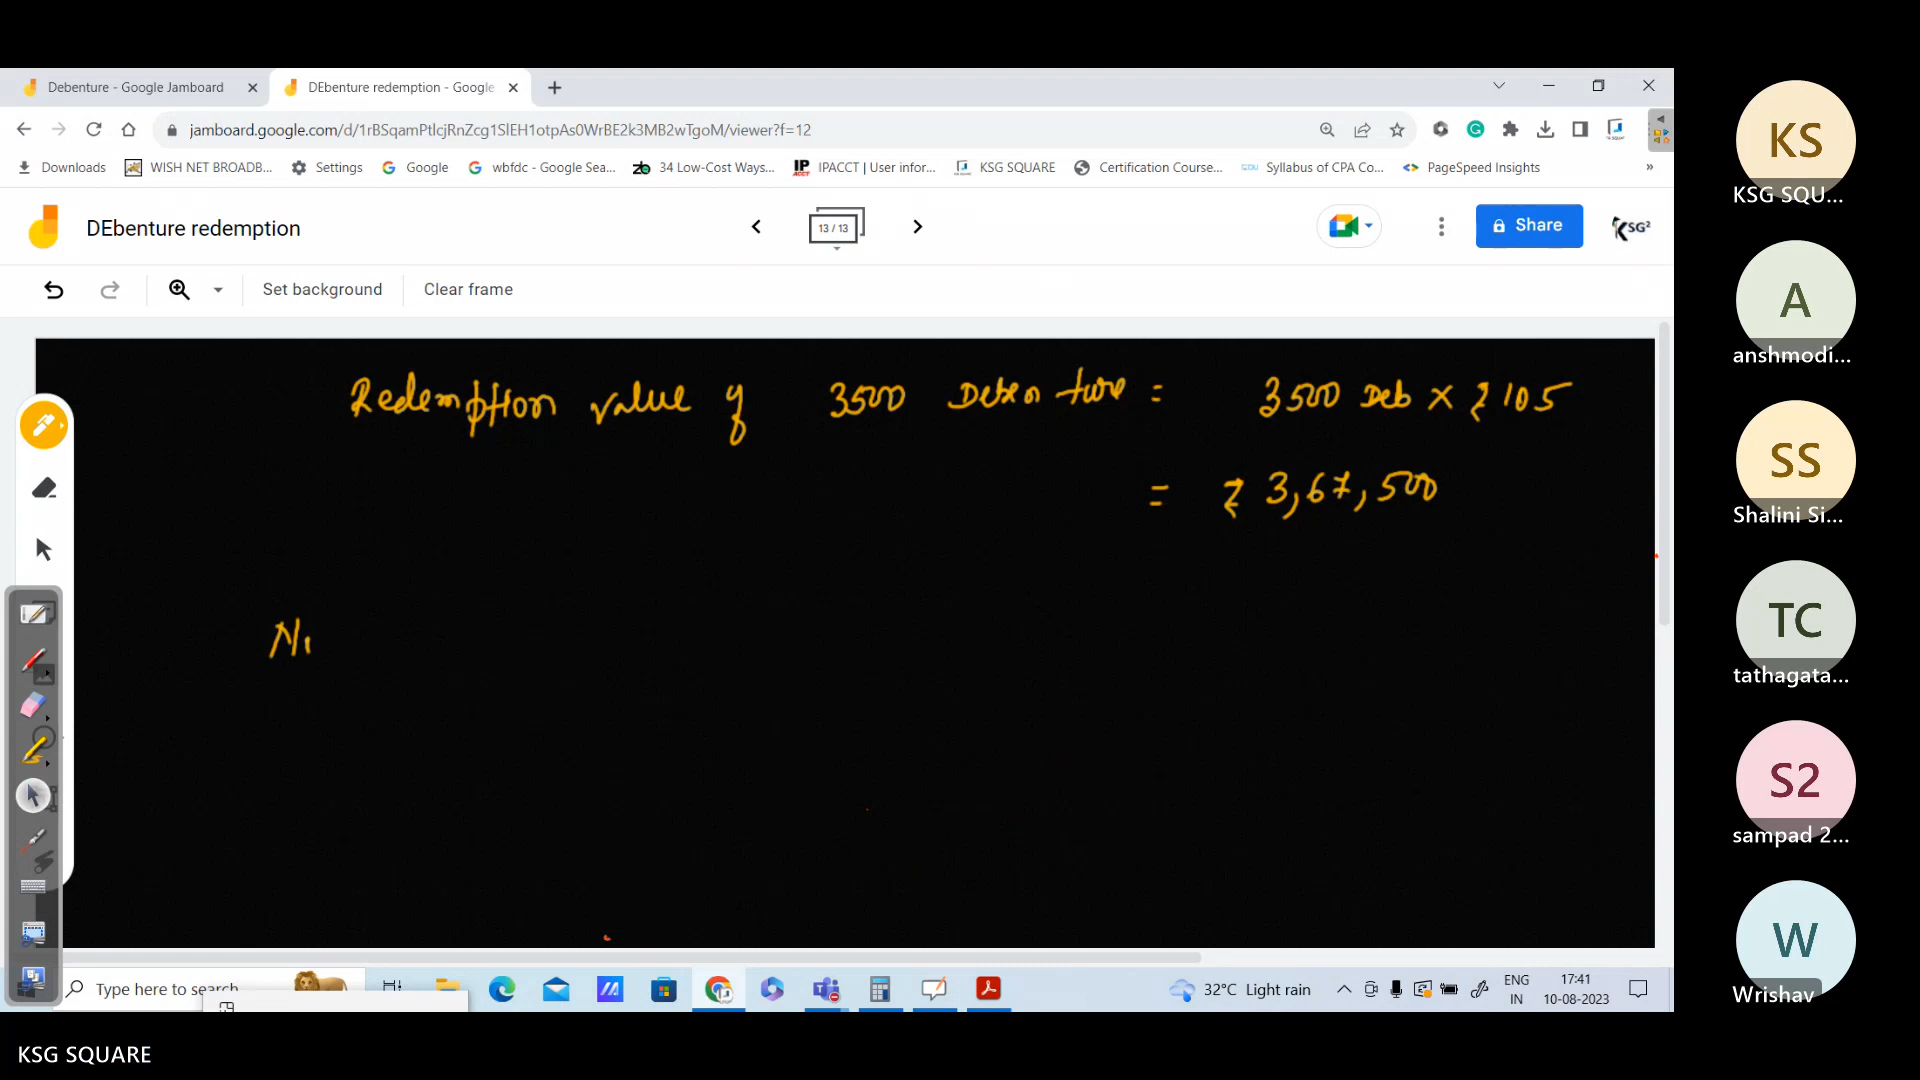 Debenture - Google Jamboard
DEbenture redemption - Google
jamboard.google.com/d/1rBSqamPtlcjRnZcg1SlEH1otpAs0WrBE2k3MB2wTgoM/viewer?f=12
Downloads WISH NET BROADB... Settings Google wbfdc - Google Sea... 34 Low-Cost Ways... IPACCT | User infor... KSG SQUARE Certification Course... Syllabus of CPA Co... PageSpeed Insights »
DEbenture redemption
13 / 13
Share
KSG²
Set background
Clear frame
Redemption value of 3500 Debenture = 3500 Deb × ₹ 105
= ₹ 3,67,500
Type here to search
32°C Light rain
ENG
IN
17:41
10-08-2023
KSG SQUARE
KS
KSG SQU...
A
anshmodi...
SS
Shalini Si...
TC
tathagata...
S2
sampad 2...
W
Wrishav